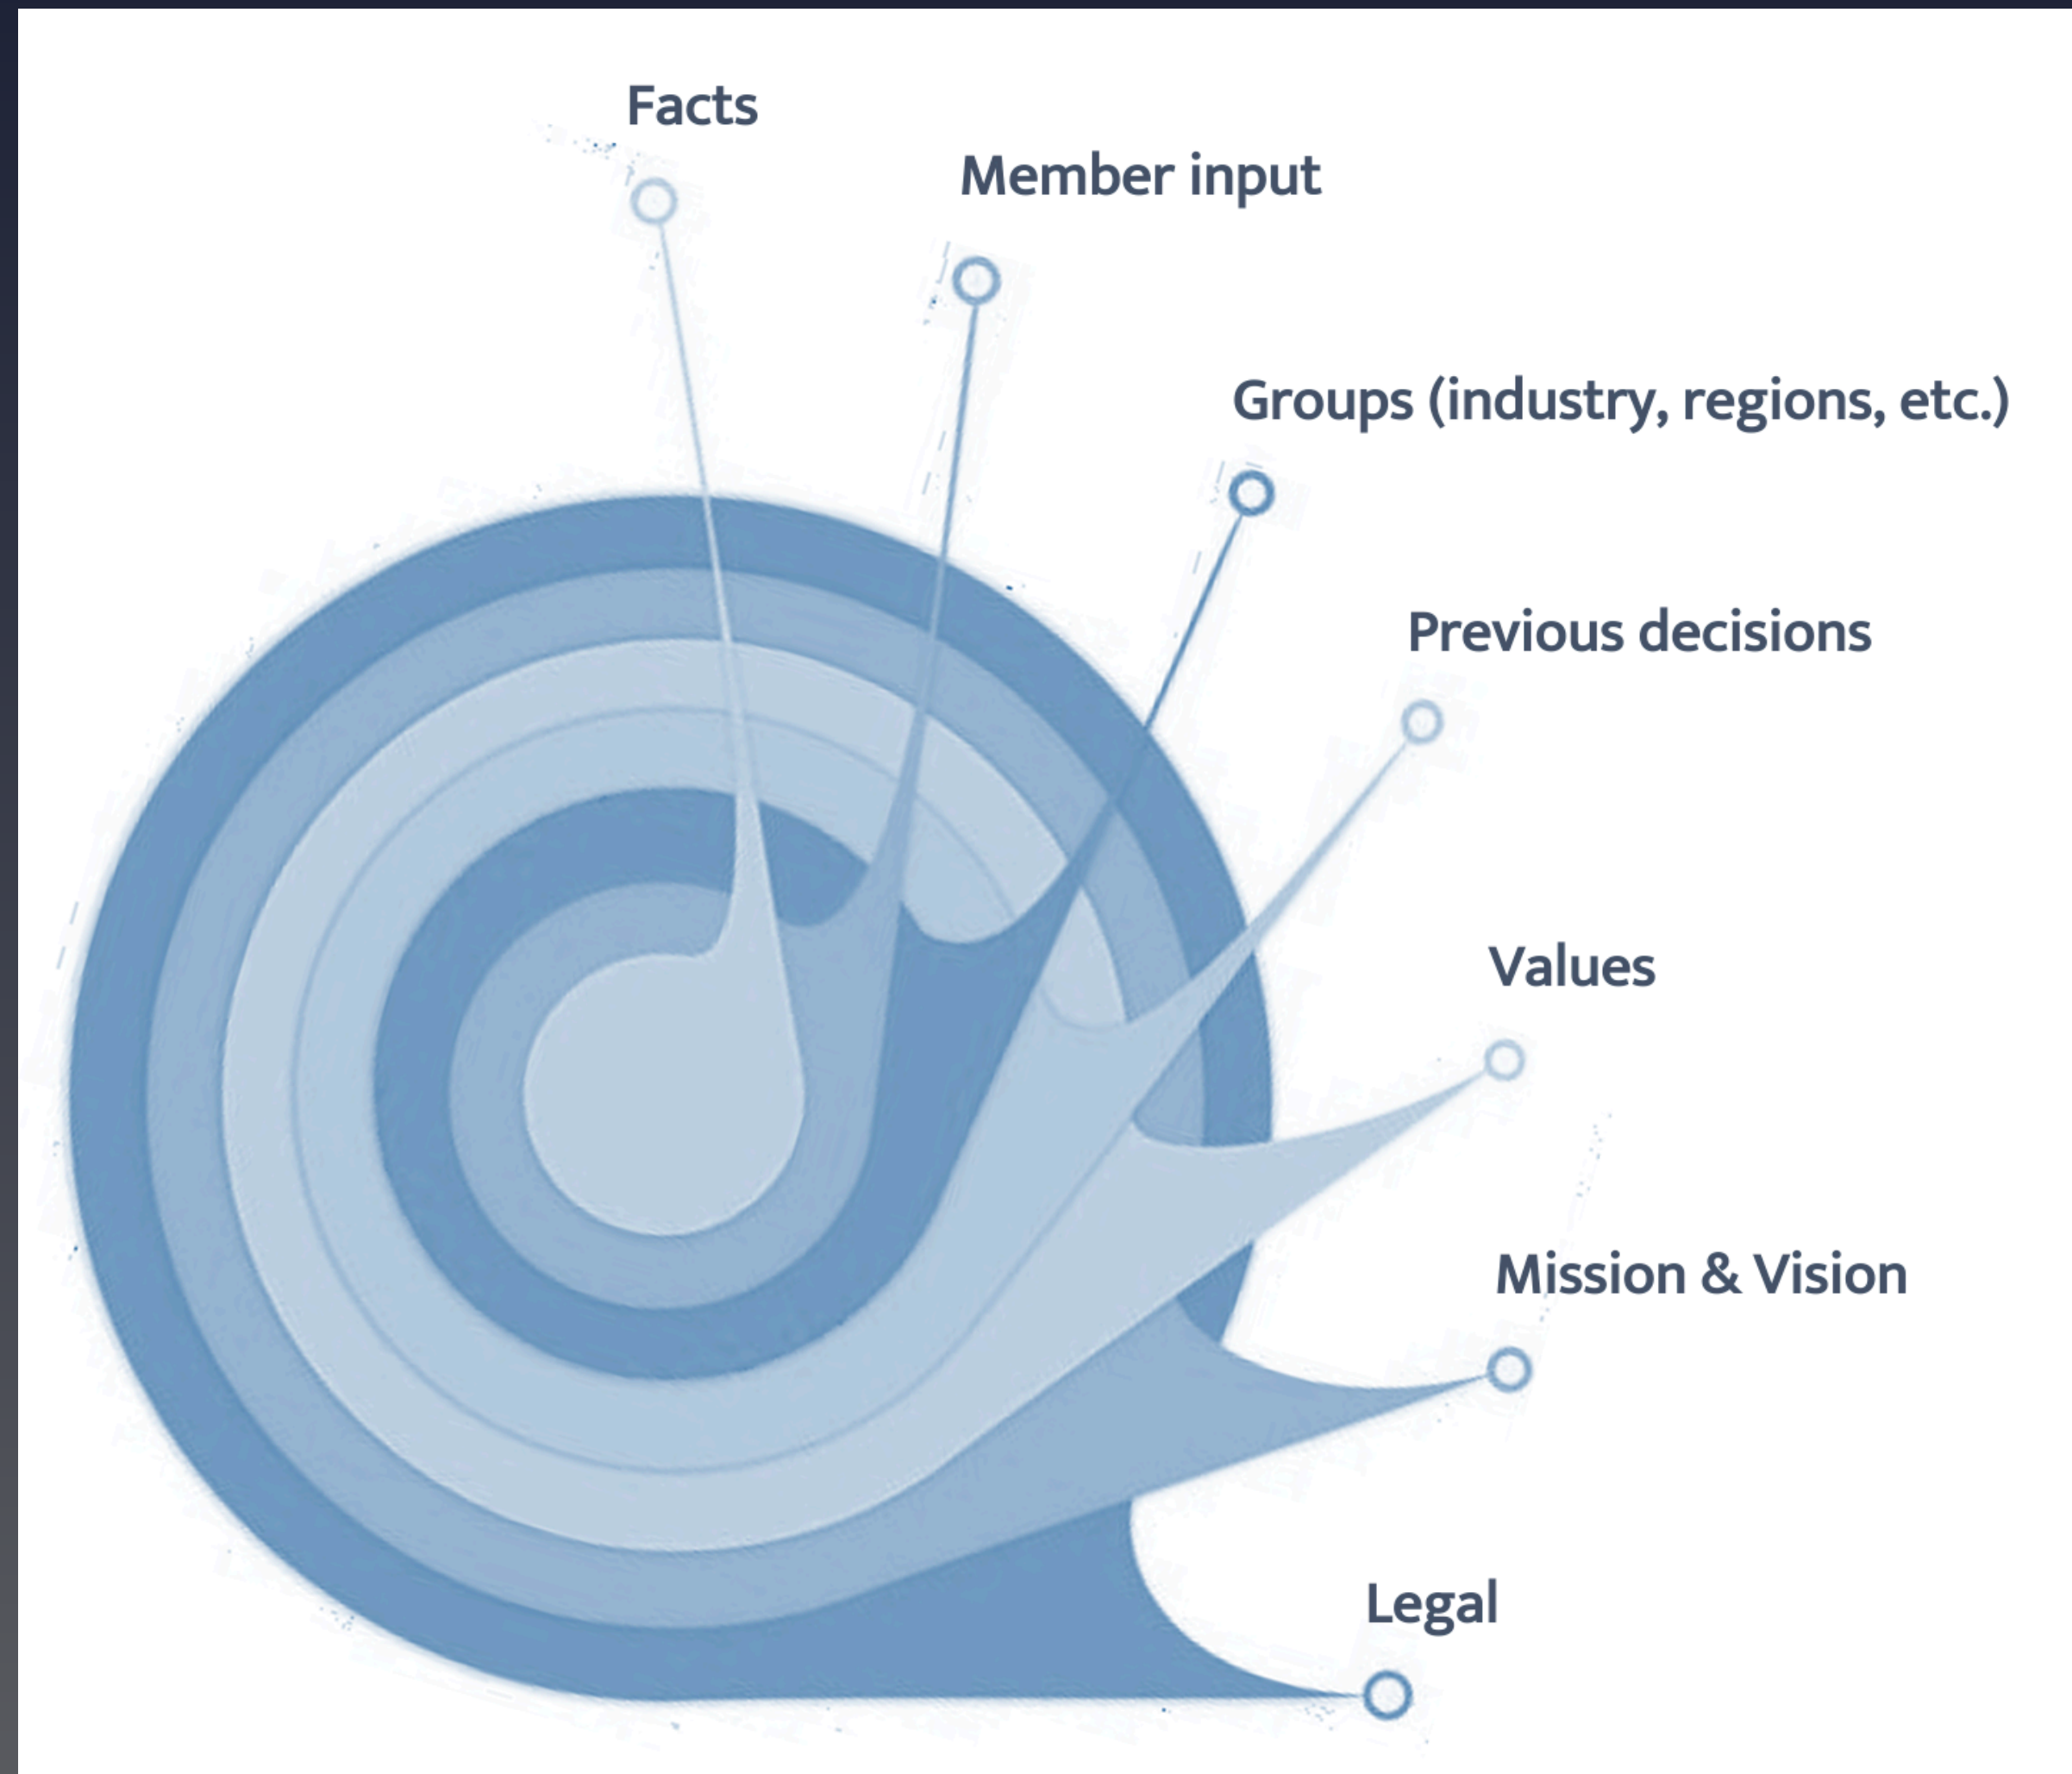 Facts
Member input
Groups (industry, regions, etc.)
Previous decisions
Values
Mission & Vision
Legal